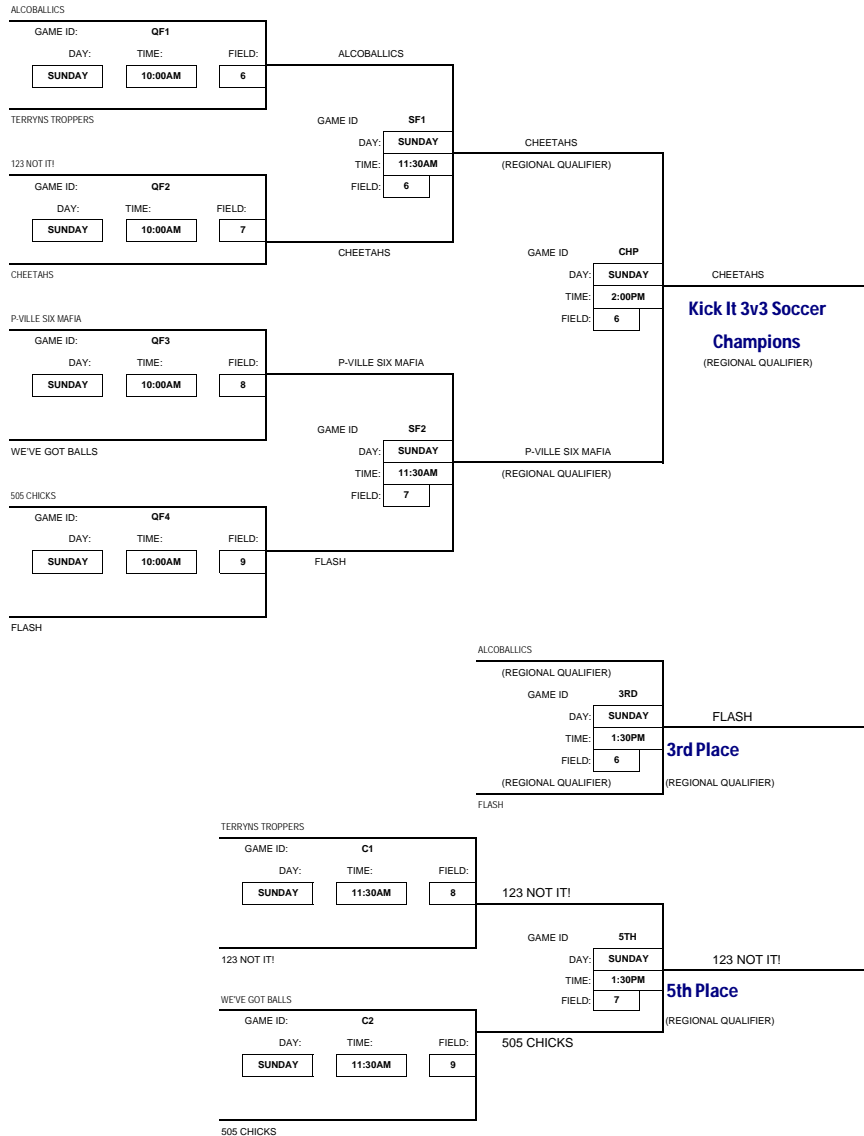 ALCOBALLICS
GAME ID: QF1
DAY: TIME: FIELD:
SUNDAY 10:00AM 6
TERRYNS TROPPERS
ALCOBALLICS
123 NOT IT!
GAME ID: QF2
DAY: TIME: FIELD:
SUNDAY 10:00AM 7
CHEETAHS
CHEETAHS
GAME ID SF1
DAY: SUNDAY
TIME: 11:30AM
FIELD: 6
CHEETAHS
(REGIONAL QUALIFIER)
P-VILLE SIX MAFIA
GAME ID: QF3
DAY: TIME: FIELD:
SUNDAY 10:00AM 8
WE'VE GOT BALLS
P-VILLE SIX MAFIA
505 CHICKS
GAME ID: QF4
DAY: TIME: FIELD:
SUNDAY 10:00AM 9
FLASH
FLASH
GAME ID SF2
DAY: SUNDAY
TIME: 11:30AM
FIELD: 7
P-VILLE SIX MAFIA
(REGIONAL QUALIFIER)
GAME ID CHP
DAY: SUNDAY
TIME: 2:00PM
FIELD: 6
CHEETAHS
Kick It 3v3 Soccer
Champions
(REGIONAL QUALIFIER)
ALCOBALLICS
(REGIONAL QUALIFIER)
GAME ID 3RD
DAY: SUNDAY
TIME: 1:30PM
FIELD: 6
(REGIONAL QUALIFIER)
FLASH
FLASH
3rd Place
(REGIONAL QUALIFIER)
TERRYNS TROPPERS
GAME ID: C1
DAY: TIME: FIELD:
SUNDAY 11:30AM 8
123 NOT IT!
123 NOT IT!
WE'VE GOT BALLS
GAME ID: C2
DAY: TIME: FIELD:
SUNDAY 11:30AM 9
505 CHICKS
505 CHICKS
GAME ID 5TH
DAY: SUNDAY
TIME: 1:30PM
FIELD: 7
123 NOT IT!
5th Place
(REGIONAL QUALIFIER)